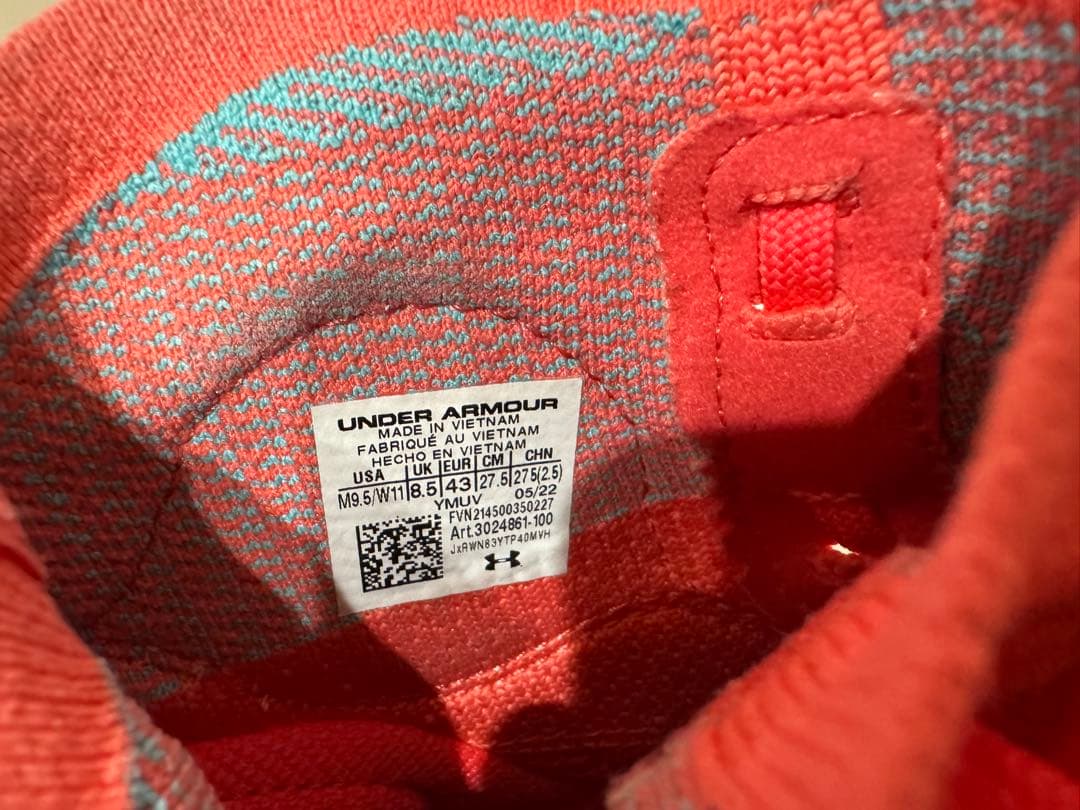 UNDER ARMOUR
MADE IN VIETNAM
FABRIQUÉ AU VIETNAM
HECHO EN VIETNAM
USA UK EUR CM CHN
M9.5/W11 8.5 43 27.5 275(2.5)
YMUV 05/22
FVN214500350227
Art.3024861-100
JxRWN83YTP40MVH